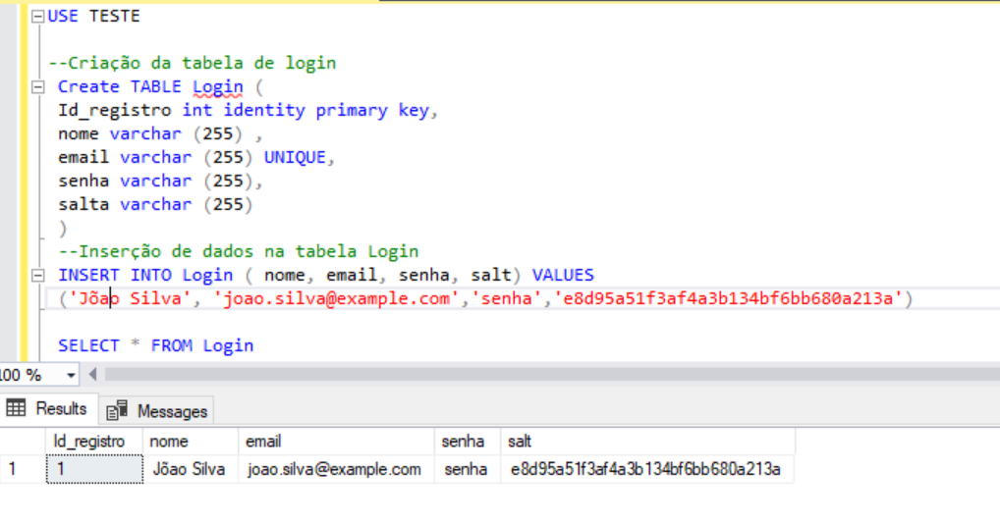 USE TESTE
--Criação da tabela de login
Create TABLE Login (
Id_registro int identity primary key,
nome varchar (255) ,
email varchar (255) UNIQUE,
senha varchar (255),
salta varchar (255)
)
--Inserção de dados na tabela Login
INSERT INTO Login ( nome, email, senha, salt) VALUES
('Jõao Silva', 'joao.silva@example.com','senha','e8d95a51f3af4a3b134bf6bb680a213a')
SELECT * FROM Login
100 %
Results Messages
Id_registro nome email senha salt
1 1 Jõao Silva joao.silva@example.com senha e8d95a51f3af4a3b134bf6bb680a213a